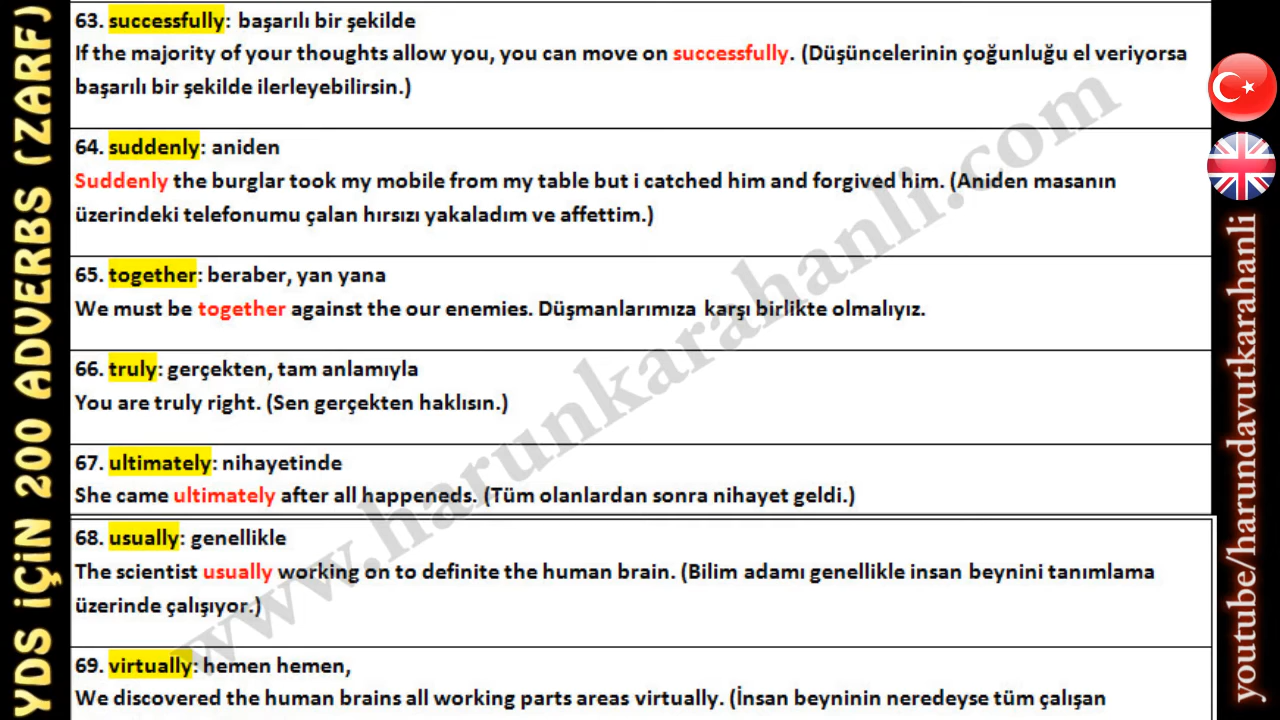 YDS İÇİN 200 ADVERBS (ZARF)
63. successfully: başarılı bir şekilde
If the majority of your thoughts allow you, you can move on successfully. (Düşüncelerinin çoğunluğu el veriyorsa
başarılı bir şekilde ilerleyebilirsin.)
64. suddenly: aniden
Suddenly the burglar took my mobile from my table but i catched him and forgived him. (Aniden masanın
üzerindeki telefonumu çalan hırsızı yakaladım ve affettim.)
65. together: beraber, yan yana
We must be together against the our enemies. Düşmanlarımıza karşı birlikte olmalıyız.
66. truly: gerçekten, tam anlamıyla
You are truly right. (Sen gerçekten haklısın.)
67. ultimately: nihayetinde
She came ultimately after all happeneds. (Tüm olanlardan sonra nihayet geldi.)
68. usually: genellikle
The scientist usually working on to definite the human brain. (Bilim adamı genellikle insan beynini tanımlama
üzerinde çalışıyor.)
69. virtually: hemen hemen,
We discovered the human brains all working parts areas virtually. (İnsan beyninin neredeyse tüm çalışan
www.harunkarahanli.com
youtube/harundavutkarahanli